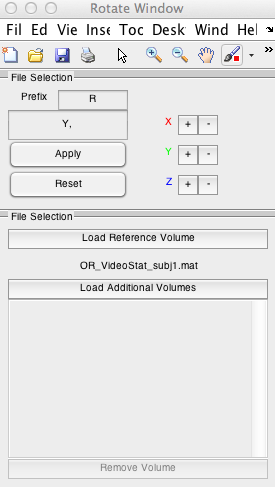 Rotate Window
Fil Ed Vie Inse Toc Desk Wind Hel »
»
File Selection
Prefix R
Y,
X + -
Apply
Y + -
Reset
Z + -
File Selection
Load Reference Volume
OR_VideoStat_subj1.mat
Load Additional Volumes
Remove Volume